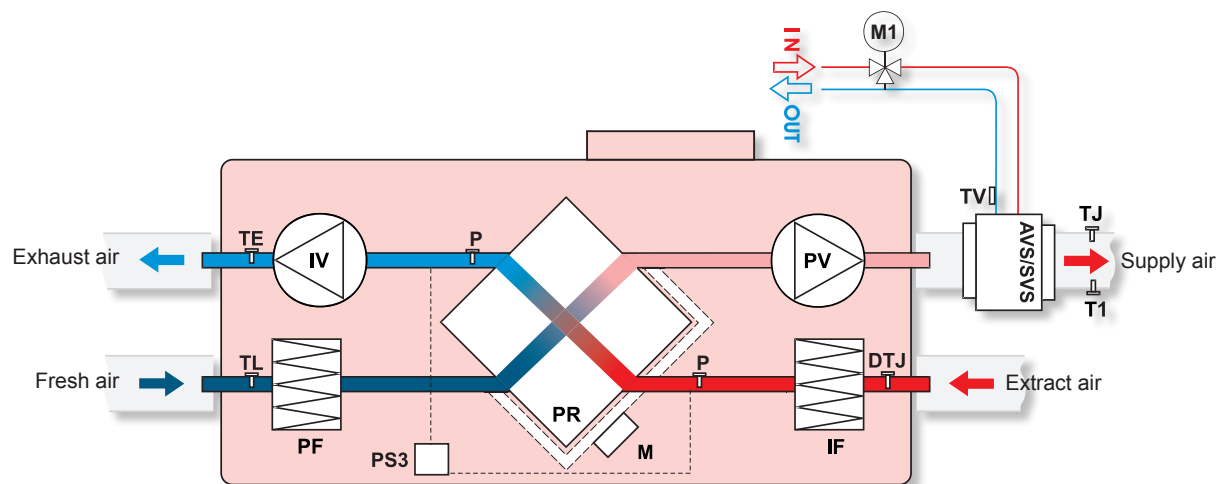 M1
IN
OUT
TV
TJ
AVS/SVS
TE
P
Exhaust air
IV
PV
Supply air
T1
TL
P
DTJ
Fresh air
Extract air
PR
PF
M
IF
PS3